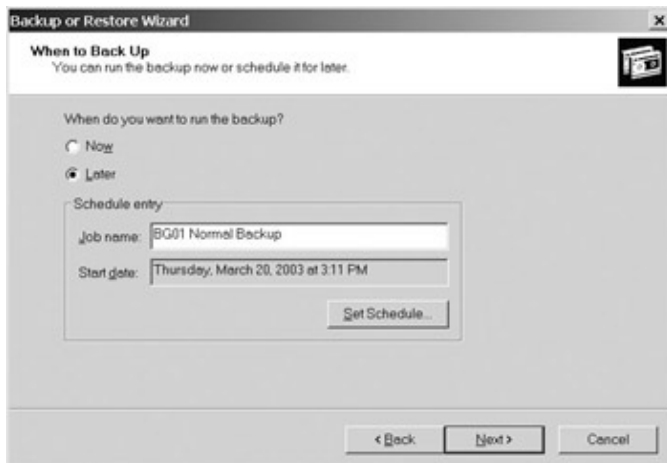 Backup or Restore Wizard
When to Back Up
You can run the backup now or schedule it for later.
When do you want to run the backup?
Now
Later
Schedule entry
Job name: BG01 Normal Backup
Start date: Thursday, March 20, 2003 at 3:11 PM
Set Schedule...
< Back Next > Cancel